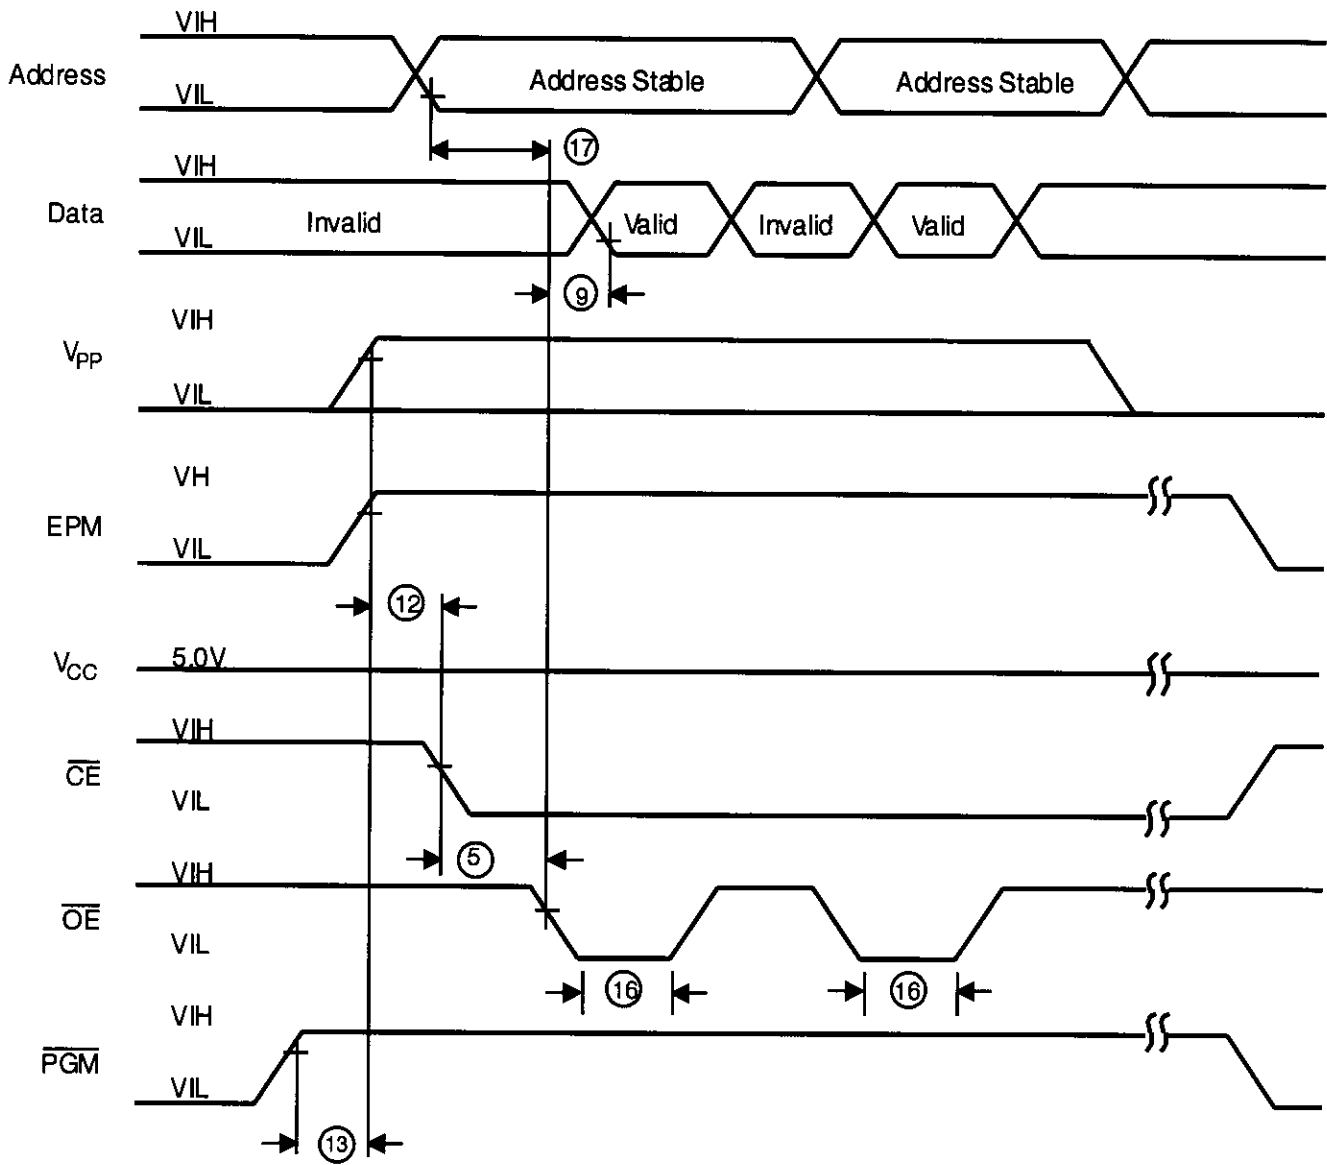 VIH
Address
VIL
Address Stable
Address Stable
17
VIH
Data
VIL
Invalid
Valid
Invalid
Valid
9
VIH
VPP
VIL
VH
EPM
VIL
12
VCC
5.0V
VIH
CE
VIL
5
VIH
OE
VIL
16
16
VIH
PGM
VIL
13